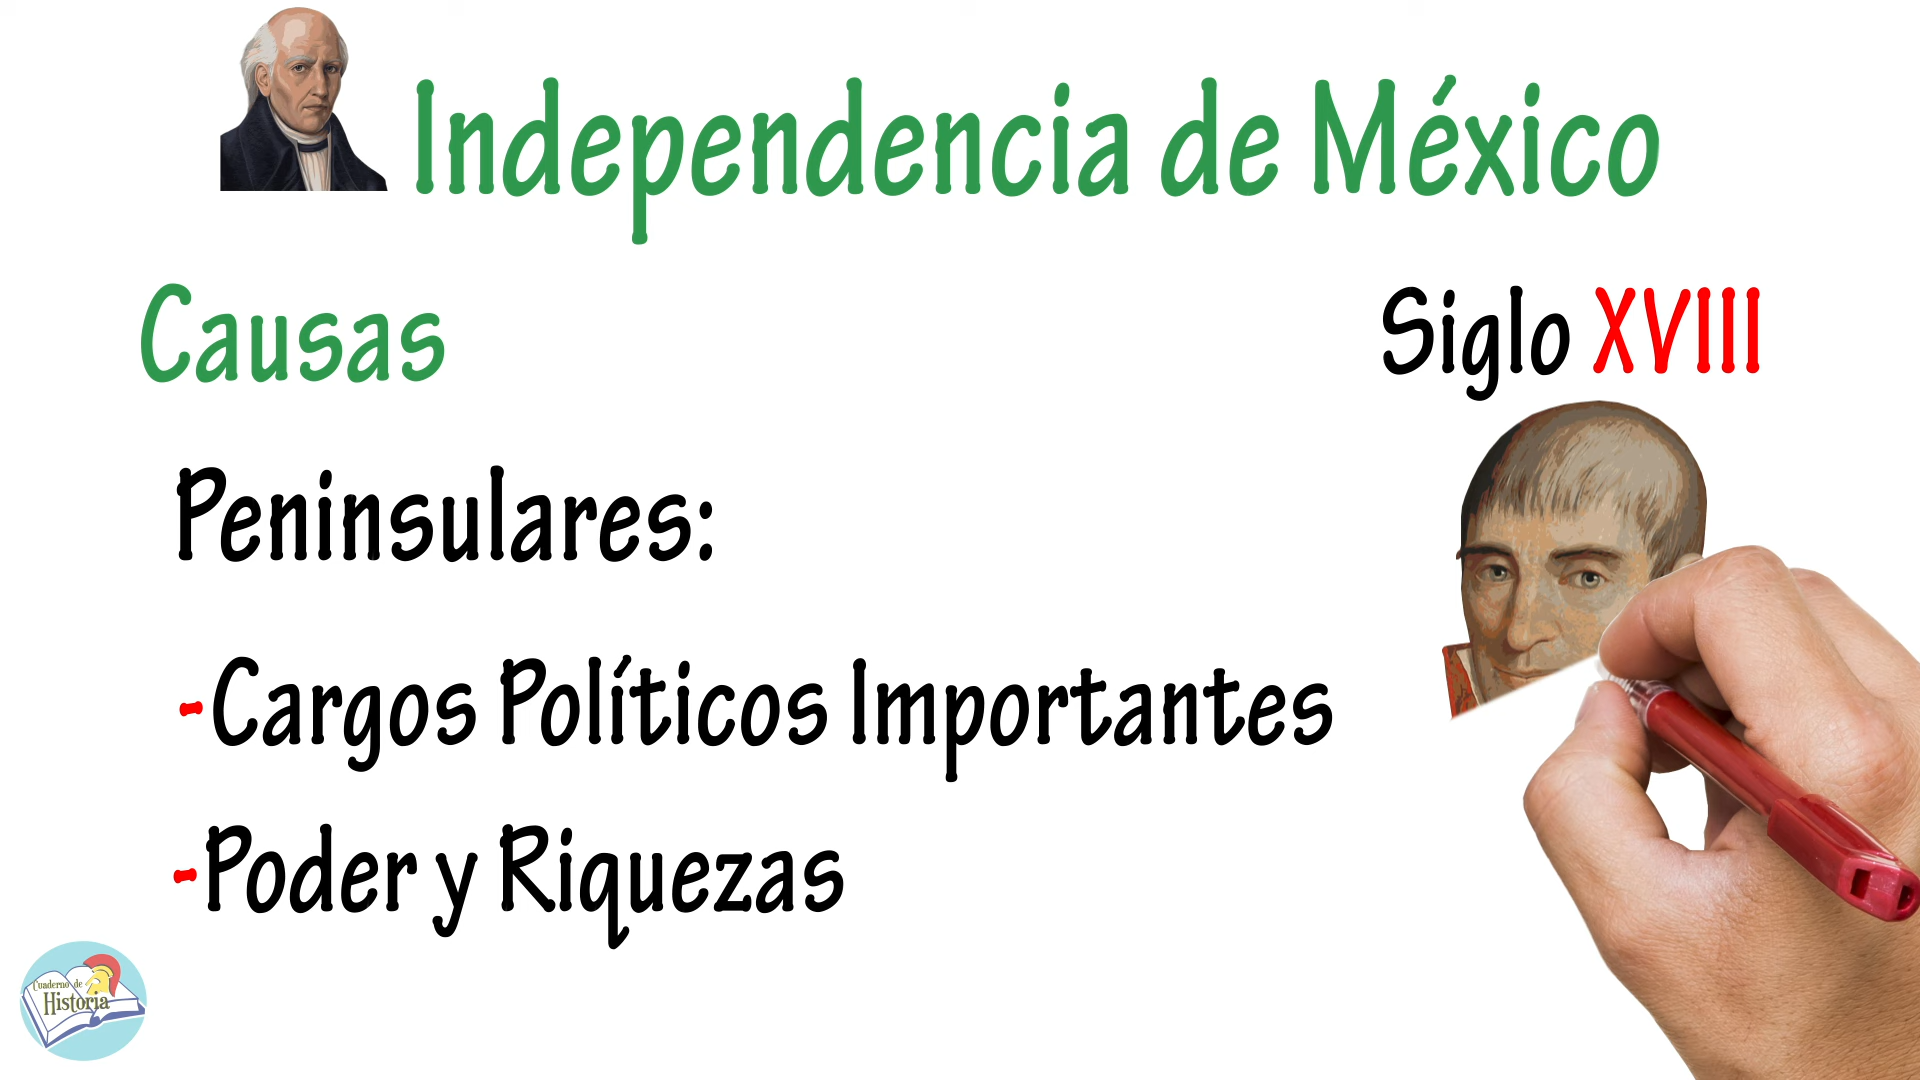 Independencia de México
Causas
Siglo XVIII
Peninsulares:
-Cargos Políticos Importantes
-Poder y Riquezas
Cuaderno de
Historia